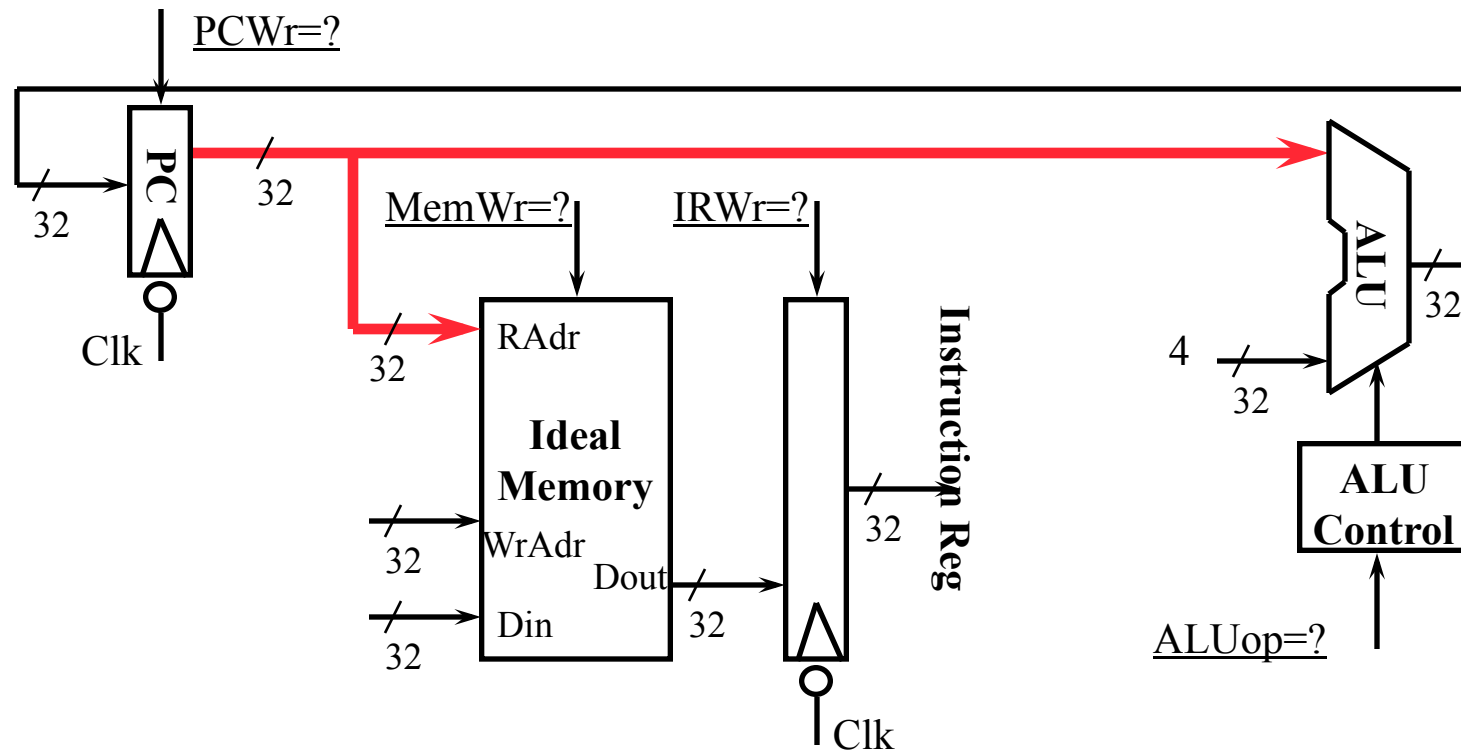 PCWr=?
PC
32
32
Clk
MemWr=?
IRWr=?
32
RAdr
Ideal
Memory
32
WrAdr
Dout
32
Din
32
32
Instruction Reg
Clk
4
32
ALU
32
ALU
Control
ALUop=?